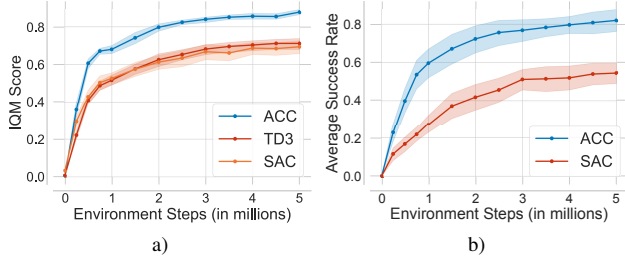 IQM Score
0.8
0.6
0.4
0.2
0.0
ACC
TD3
SAC
0 1 2 3 4 5
Environment Steps (in millions)
a)
Average Success Rate
0.8
0.6
0.4
0.2
0.0
ACC
SAC
0 1 2 3 4 5
Environment Steps (in millions)
b)